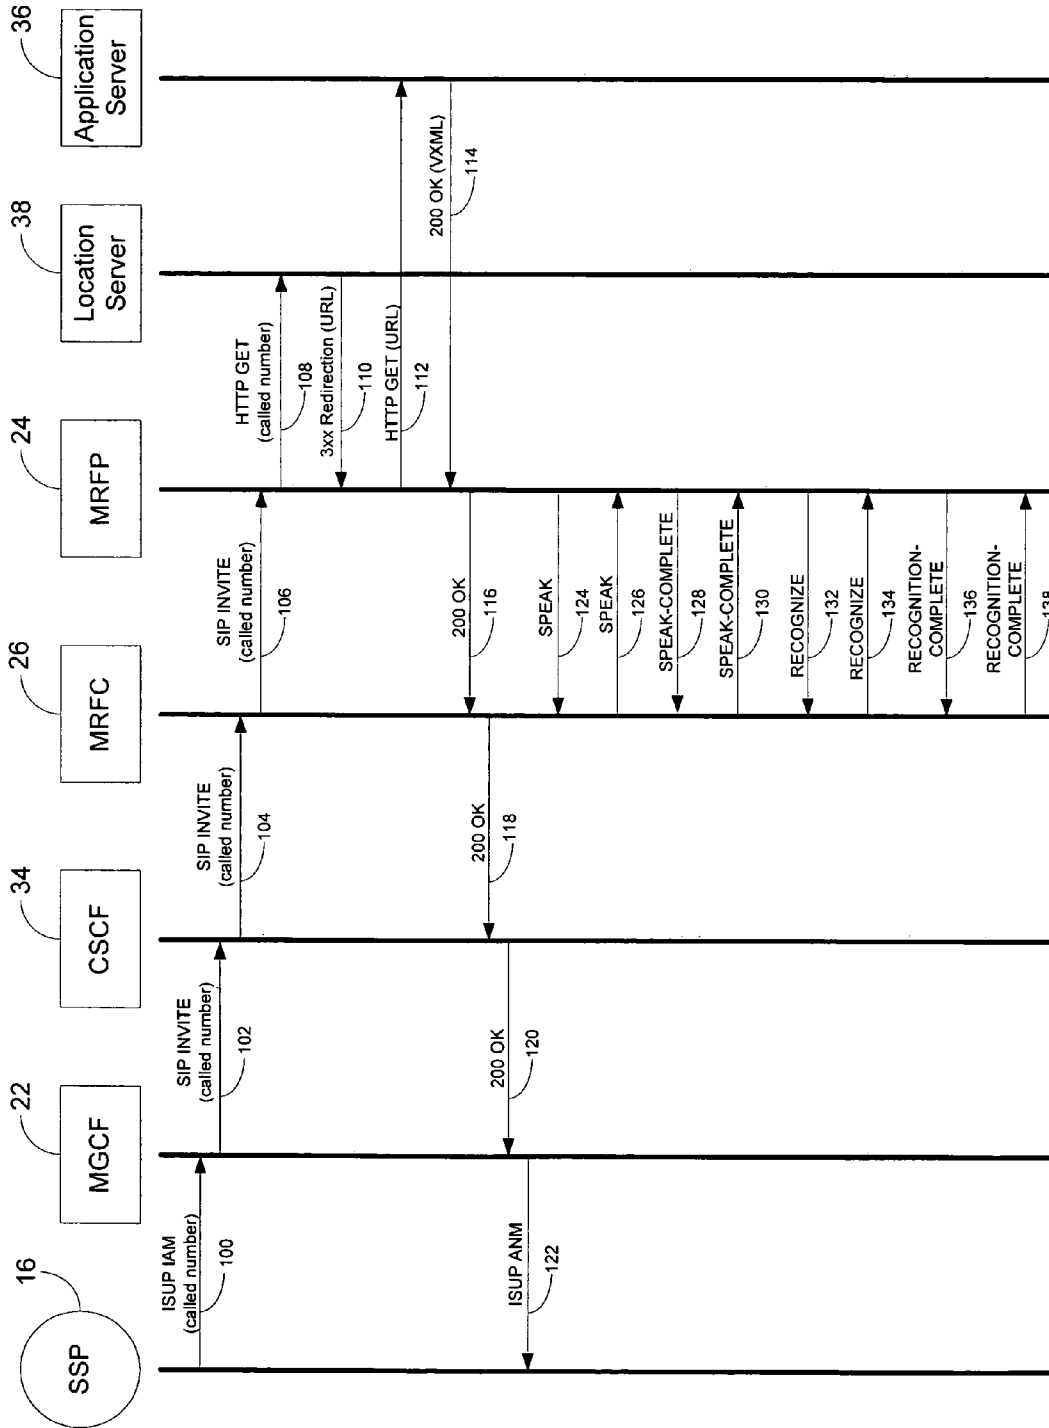 SSP
16
MGCF
22
CSCF
34
MRFC
26
MRFP
24
Location
Server
38
Application
Server
36
ISUP IAM
(called number)
100
SIP INVITE
(called number)
102
SIP INVITE
(called number)
104
SIP INVITE
(called number)
106
HTTP GET
(called number)
108
3xx Redirection (URL)
110
HTTP GET (URL)
112
200 OK (VXML)
114
200 OK
116
200 OK
118
200 OK
120
ISUP ANM
122
SPEAK
124
SPEAK
126
SPEAK-COMPLETE
128
SPEAK-COMPLETE
130
RECOGNIZE
132
RECOGNIZE
134
RECOGNITION-
COMPLETE
136
RECOGNITION-
COMPLETE
138